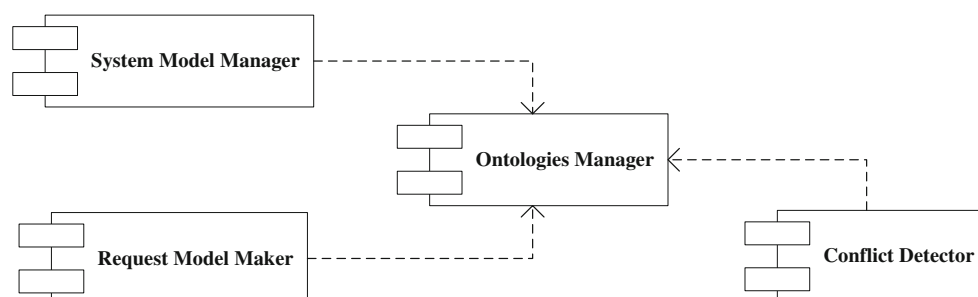 System Model Manager
Ontologies Manager
Request Model Maker
Conflict Detector